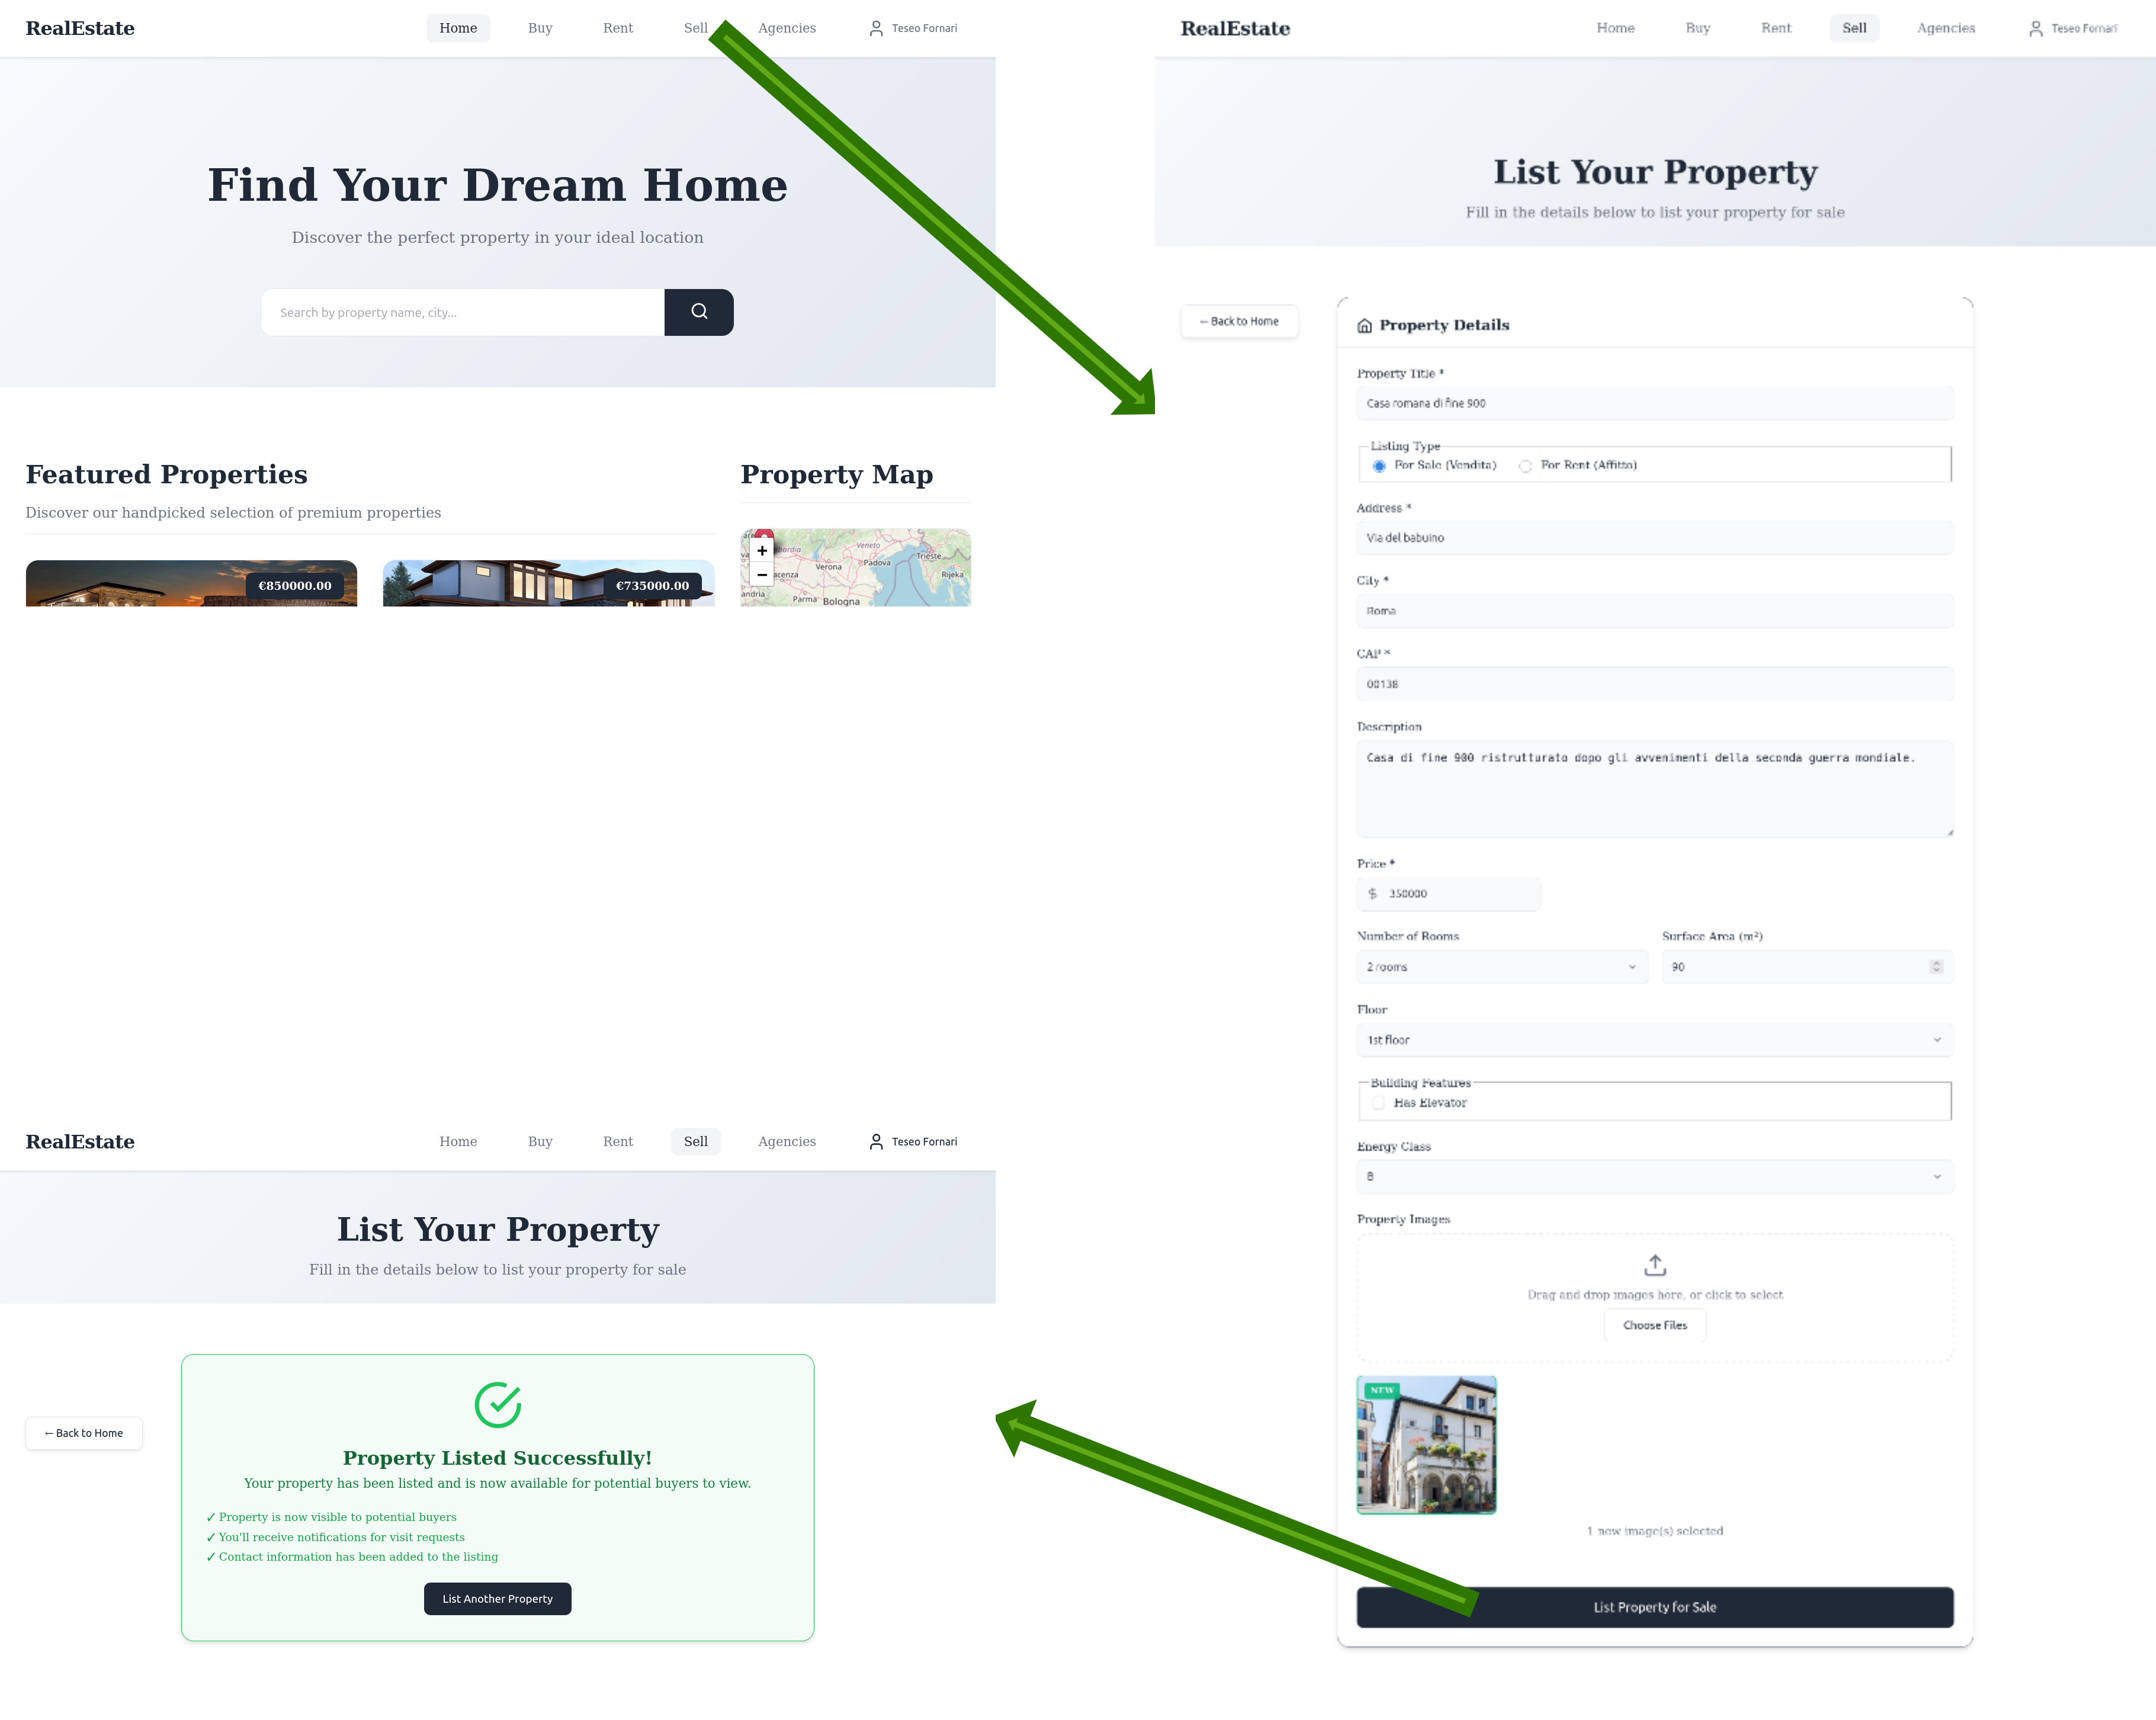 RealEstate
Home Buy Rent Sell Agencies Teseo Fornari
Find Your Dream Home
Discover the perfect property in your ideal location
Search by property name, city...
Featured Properties
Discover our handpicked selection of premium properties
€850000.00
€735000.00
Property Map
+
−
Veneto
Trieste
Verona
Padova
Rijeka
Parma
Bologna
RealEstate
Home Buy Rent Sell Agencies Teseo Fornari
List Your Property
Fill in the details below to list your property for sale
← Back to Home
Property Details
Property Title *
Casa romana di fine 900
Listing Type
For Sale (Vendita) For Rent (Affitto)
Address *
Via del babuino
City *
Roma
CAP *
00138
Description
Casa di fine 900 ristrutturato dopo gli avvenimenti della seconda guerra mondiale.
Price *
$ 350000
Number of Rooms Surface Area (m²)
2 rooms 90
Floor
1st floor
Building Features
Has Elevator
Energy Class
B
Property Images
Drag and drop images here, or click to select
Choose Files
NEW
1 new image(s) selected
List Property for Sale
RealEstate
Home Buy Rent Sell Agencies Teseo Fornari
List Your Property
Fill in the details below to list your property for sale
← Back to Home
Property Listed Successfully!
Your property has been listed and is now available for potential buyers to view.
✓ Property is now visible to potential buyers
✓ You'll receive notifications for visit requests
✓ Contact information has been added to the listing
List Another Property